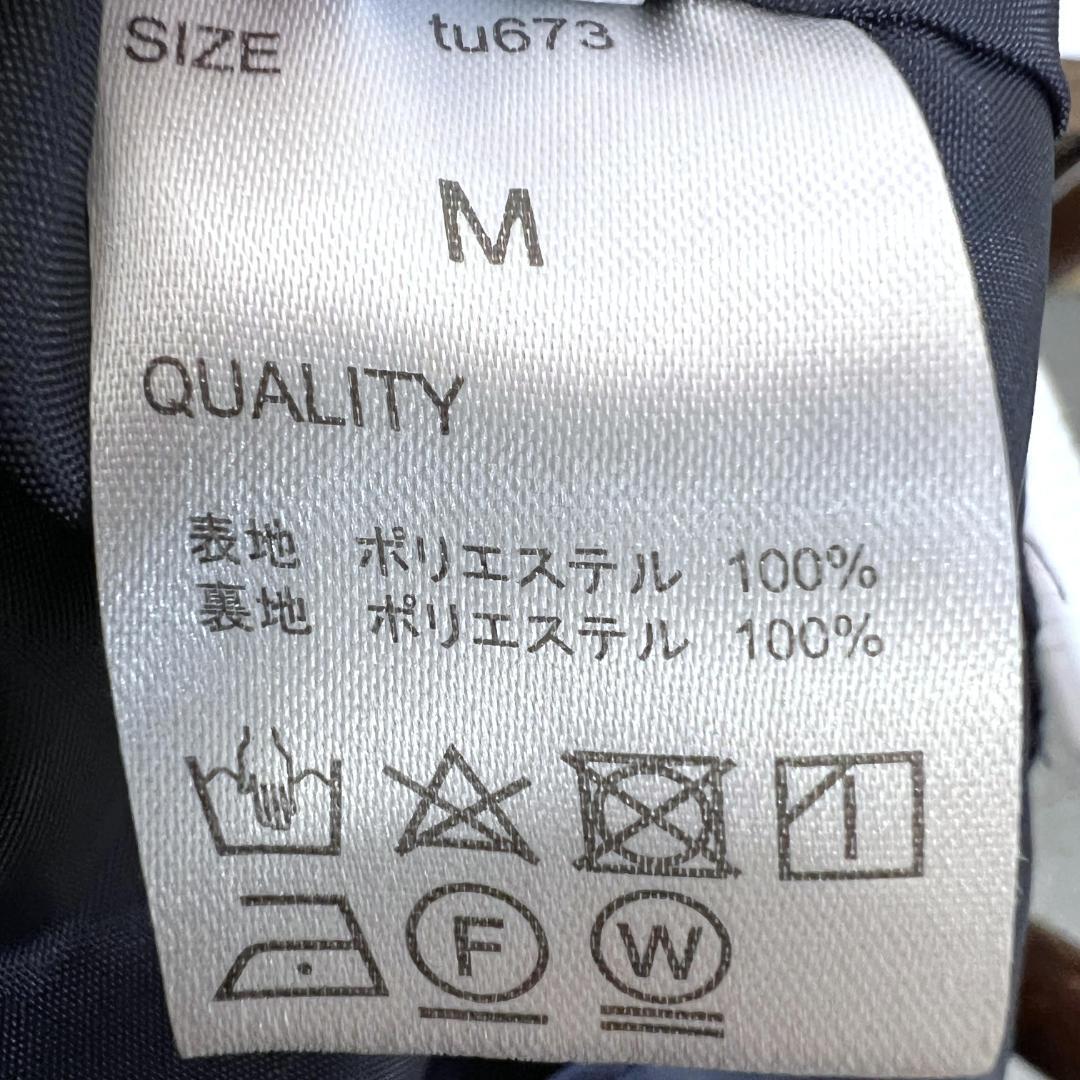 SIZE tu673
M
QUALITY
表地 ポリエステル 100%
裏地 ポリエステル 100%
F W